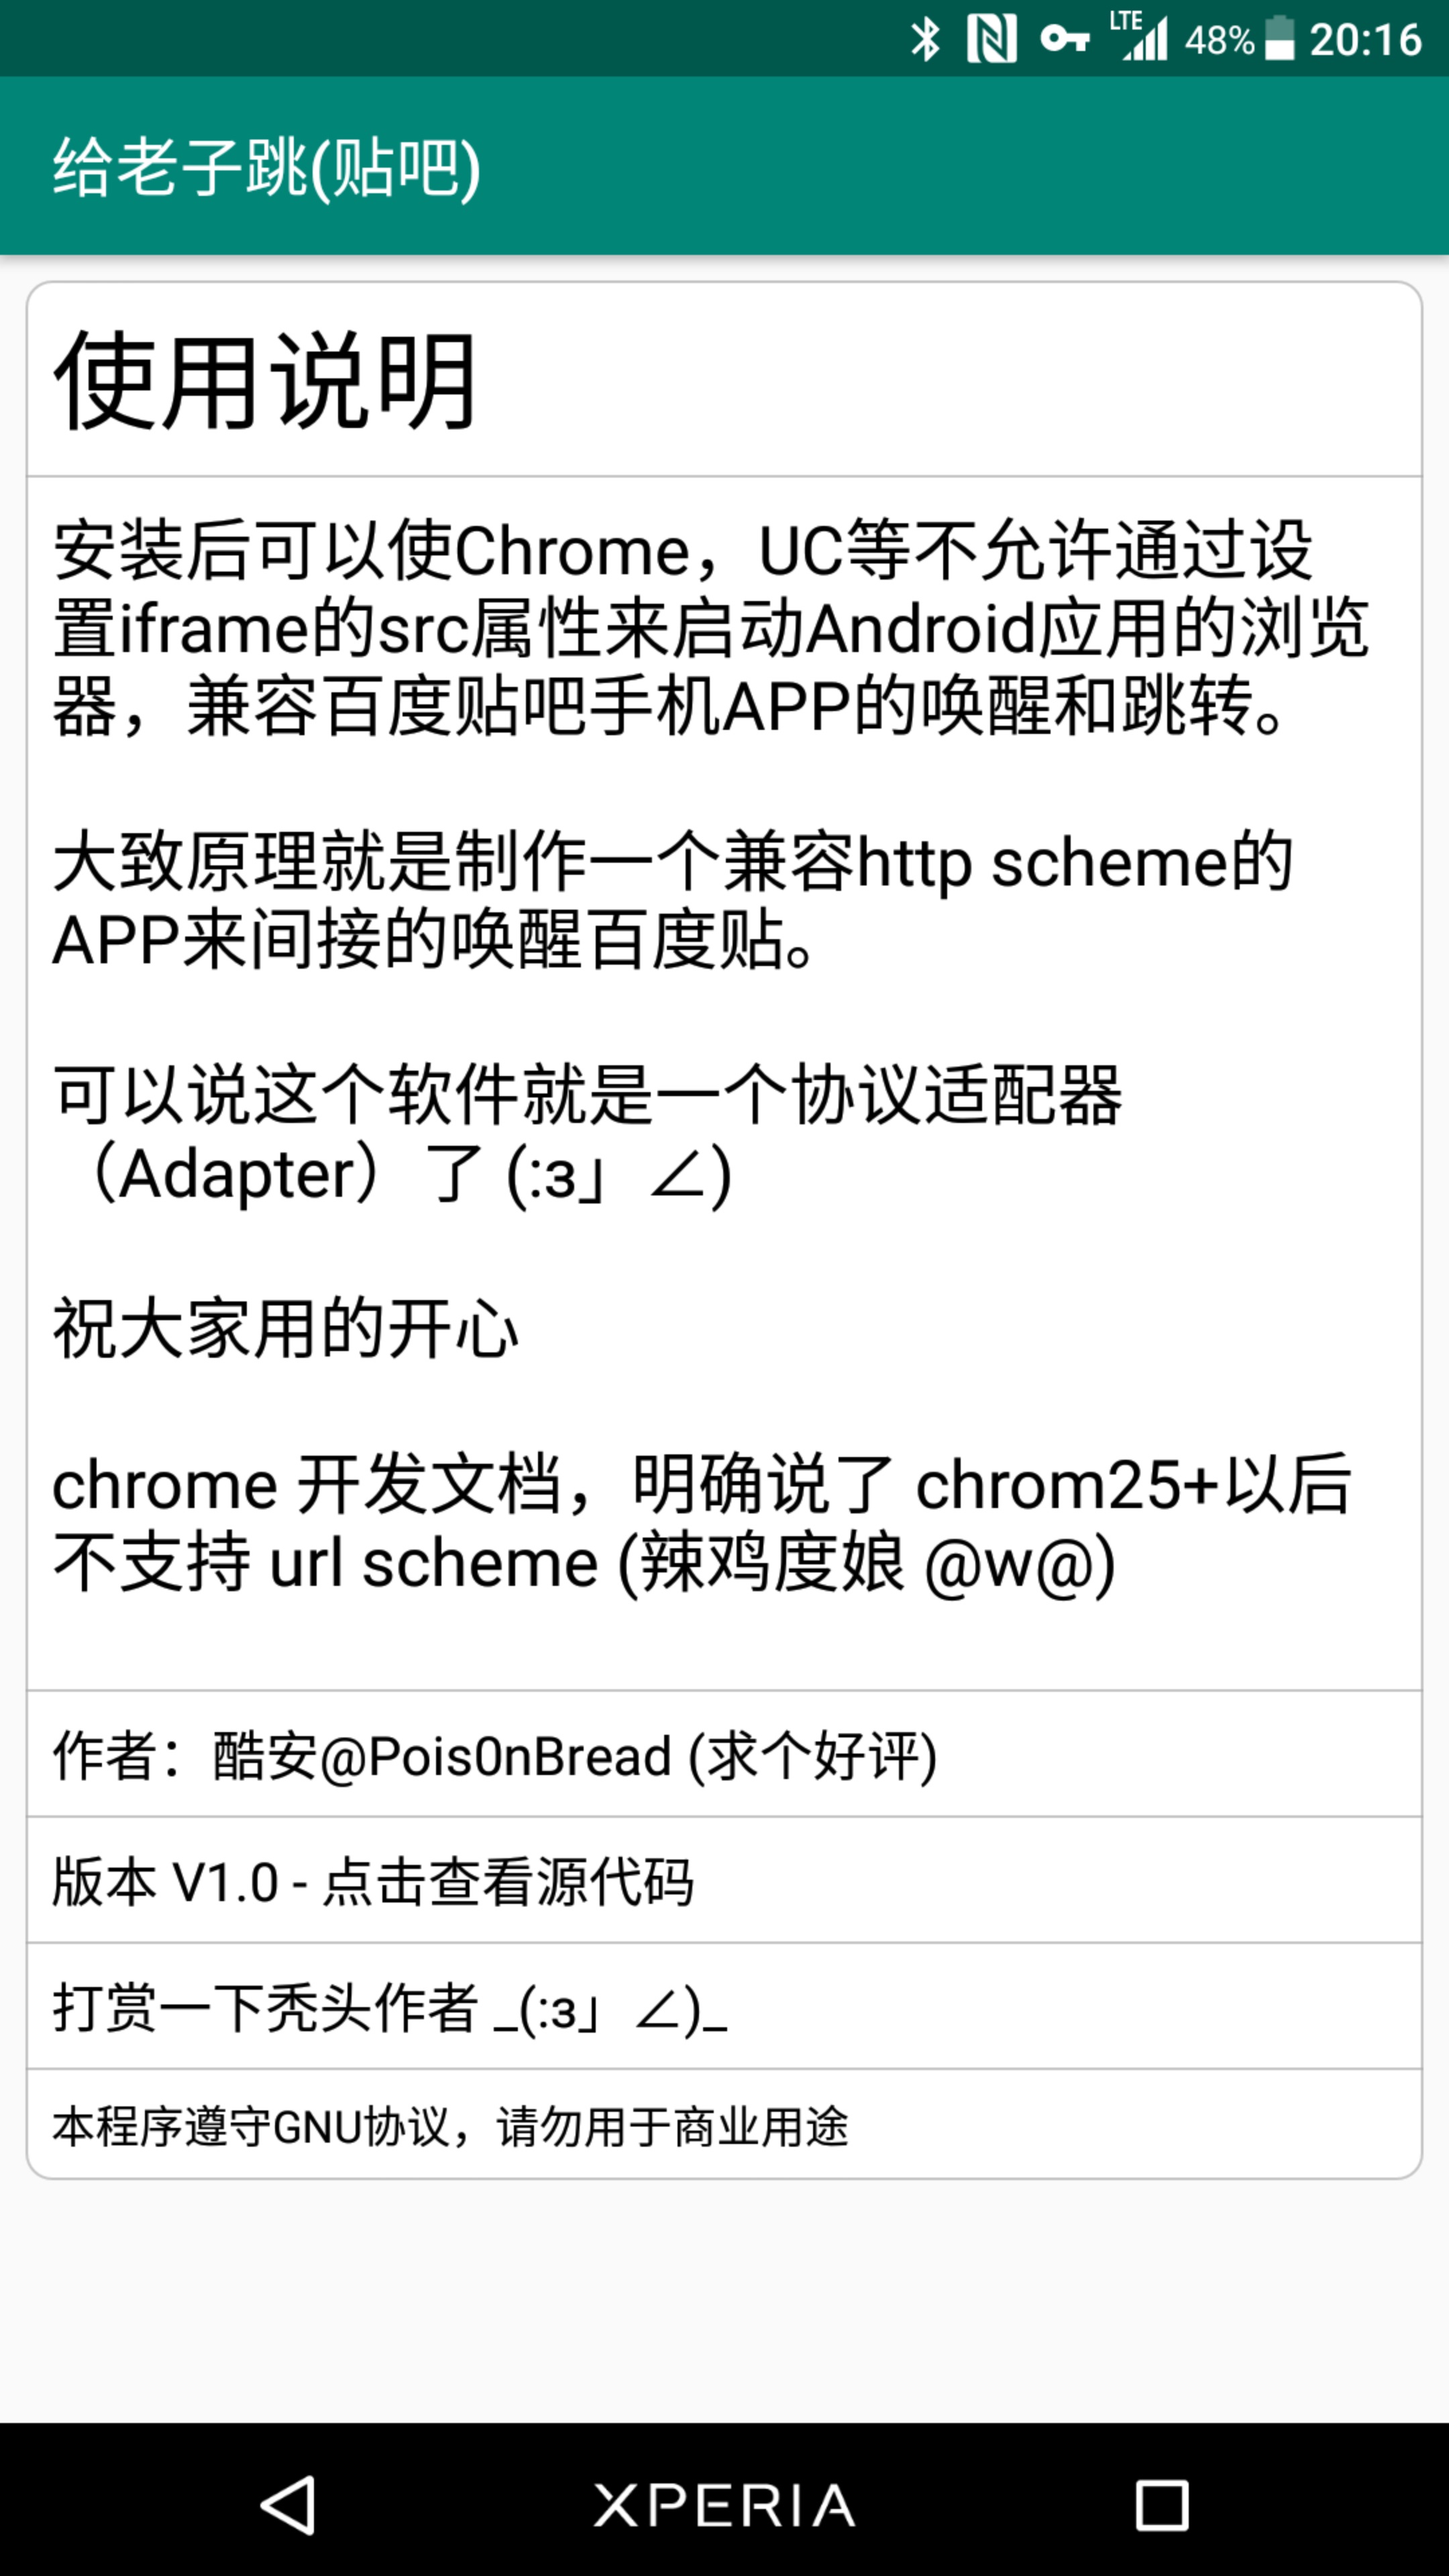 LTE 48% 20:16
给老子跳(贴吧)
使用说明
安装后可以使Chrome，UC等不允许通过设
置iframe的src属性来启动Android应用的浏览
器，兼容百度贴吧手机APP的唤醒和跳转。
大致原理就是制作一个兼容http scheme的
APP来间接的唤醒百度贴。
可以说这个软件就是一个协议适配器
（Adapter）了 (:з」∠)
祝大家用的开心
chrome 开发文档，明确说了 chrom25+以后
不支持 url scheme (辣鸡度娘 @w@)
作者：酷安@Pois0nBread (求个好评)
版本 V1.0 - 点击查看源代码
打赏一下秃头作者 _(:з」∠)_
本程序遵守GNU协议，请勿用于商业用途
XPERIA